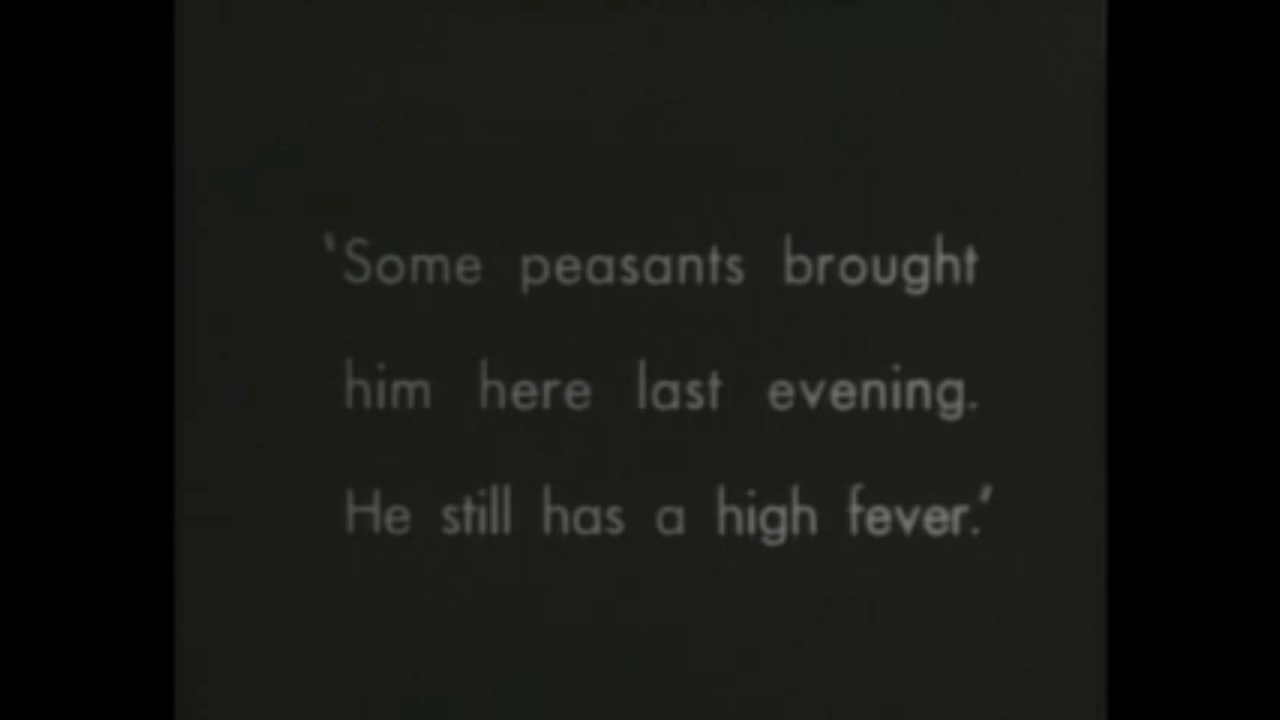 ‘Some peasants brought
him here last evening.
He still has a high fever.’